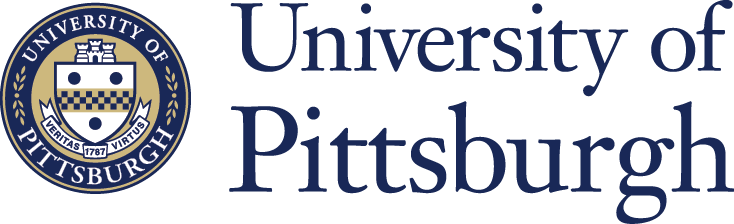 UNIVERSITY OF
PITTSBURGH
VERITAS 1787 VIRTUS
University of
Pittsburgh